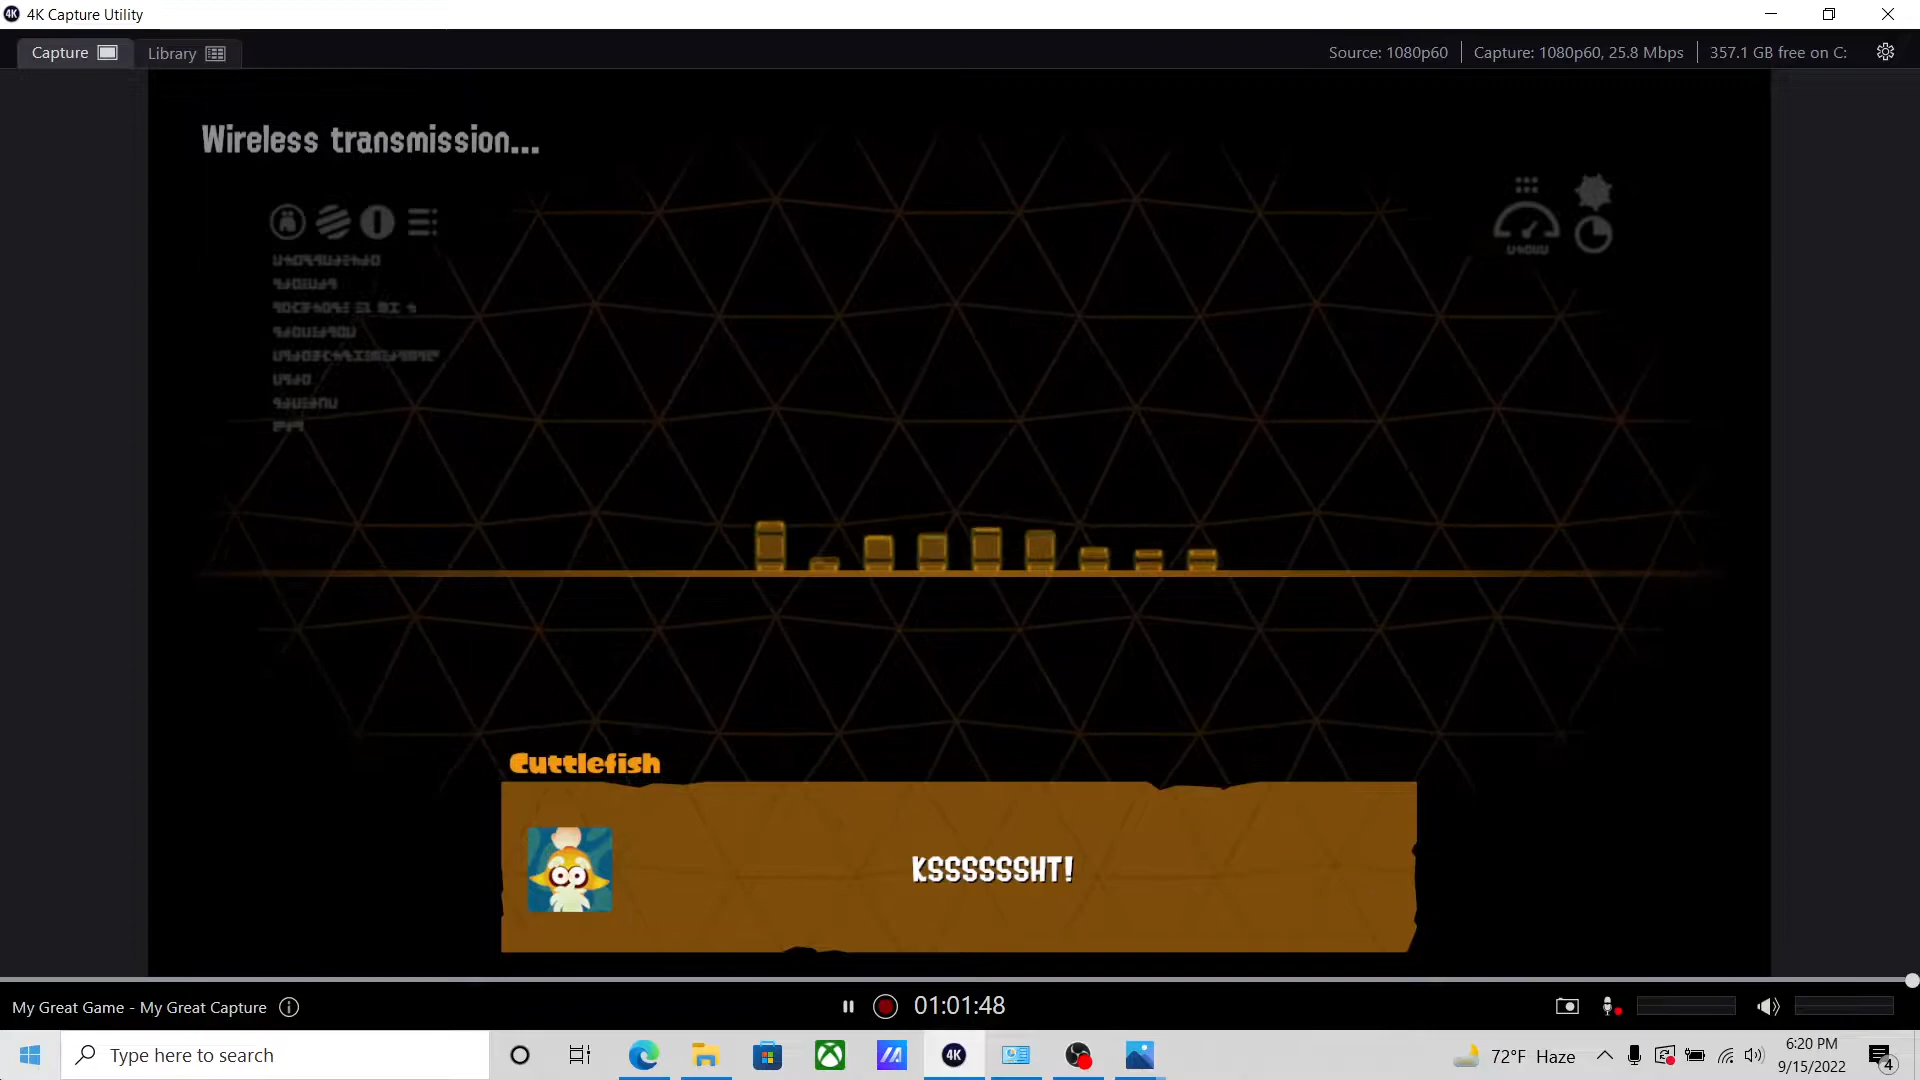 4K Capture Utility
Capture
Library
Source: 1080p60
Capture: 1080p60, 25.8 Mbps
357.1 GB free on C:
Wireless transmission...
Cuttlefish
KSSSSSSHT!
My Great Game - My Great Capture
01:01:48
Type here to search
4K
72°F Haze
6:20 PM
9/15/2022
4